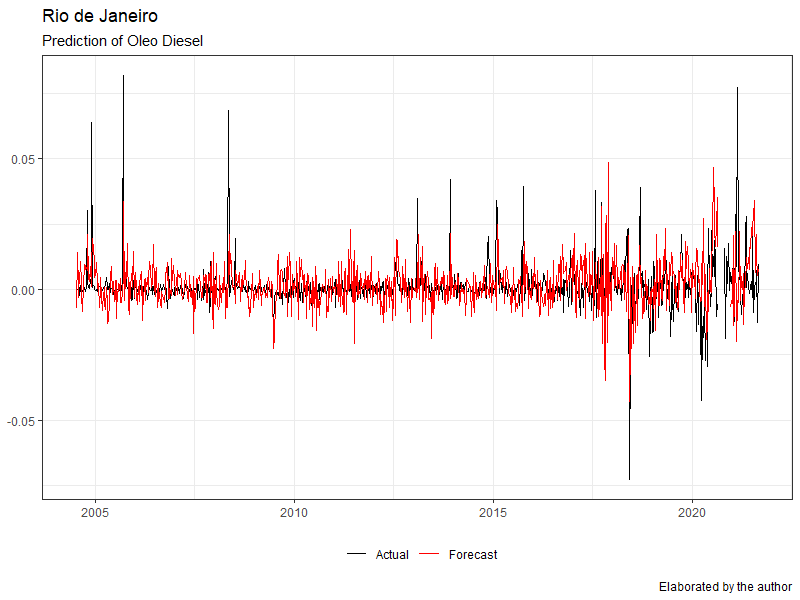 Rio de Janeiro
Prediction of Oleo Diesel
0.05
0.00
-0.05
2005 2010 2015 2020
Actual Forecast
Elaborated by the author